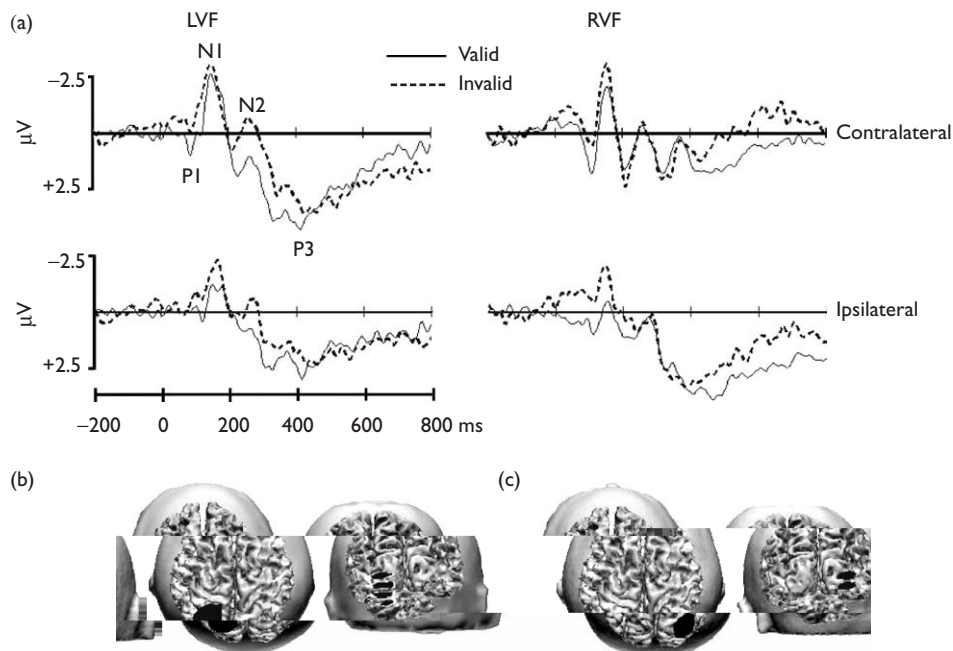 (a)
LVF
RVF
N1
N2
P1
P3
Valid
Invalid
−2.5
μV
+2.5
Contralateral
−2.5
μV
+2.5
Ipsilateral
−200 0 200 400 600 800 ms
(b)
(c)